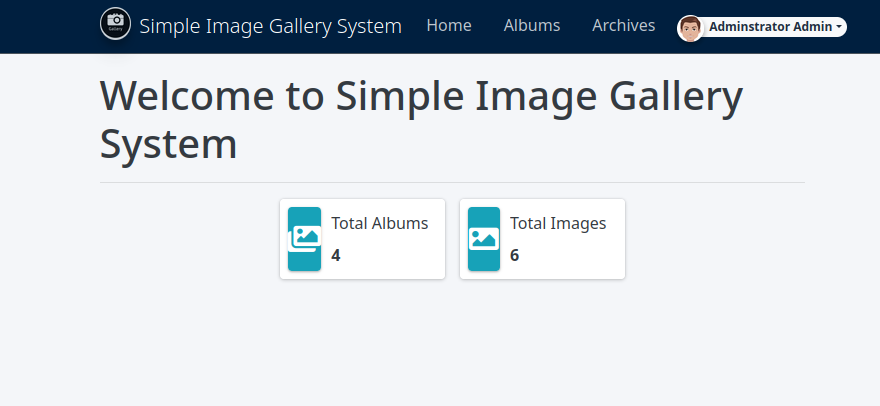 Gallery
Simple Image Gallery System
Home
Albums
Archives
Adminstrator Admin
Welcome to Simple Image Gallery
System
Total Albums
4
Total Images
6